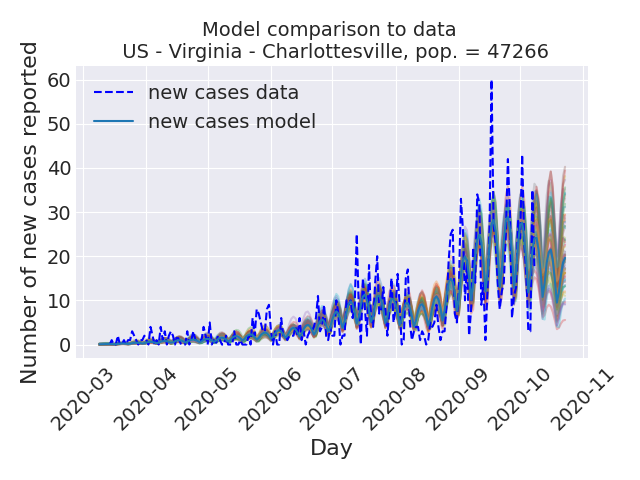 Model comparison to data
US - Virginia - Charlottesville, pop. = 47266
Number of new cases reported
60
50
40
30
20
10
0
new cases data
new cases model
2020-03
2020-04
2020-05
2020-06
2020-07
2020-08
2020-09
2020-10
2020-11
Day